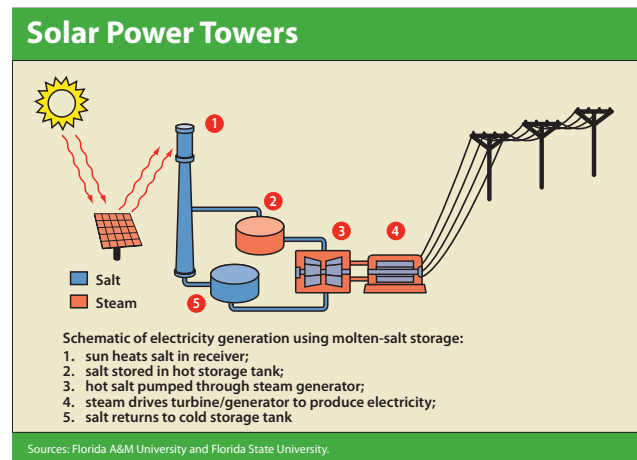 Solar Power Towers
1
2
3
4
5
Salt
Steam
Schematic of electricity generation using molten-salt storage:
1. sun heats salt in receiver;
2. salt stored in hot storage tank;
3. hot salt pumped through steam generator;
4. steam drives turbine/generator to produce electricity;
5. salt returns to cold storage tank
Sources: Florida A&M University and Florida State University.